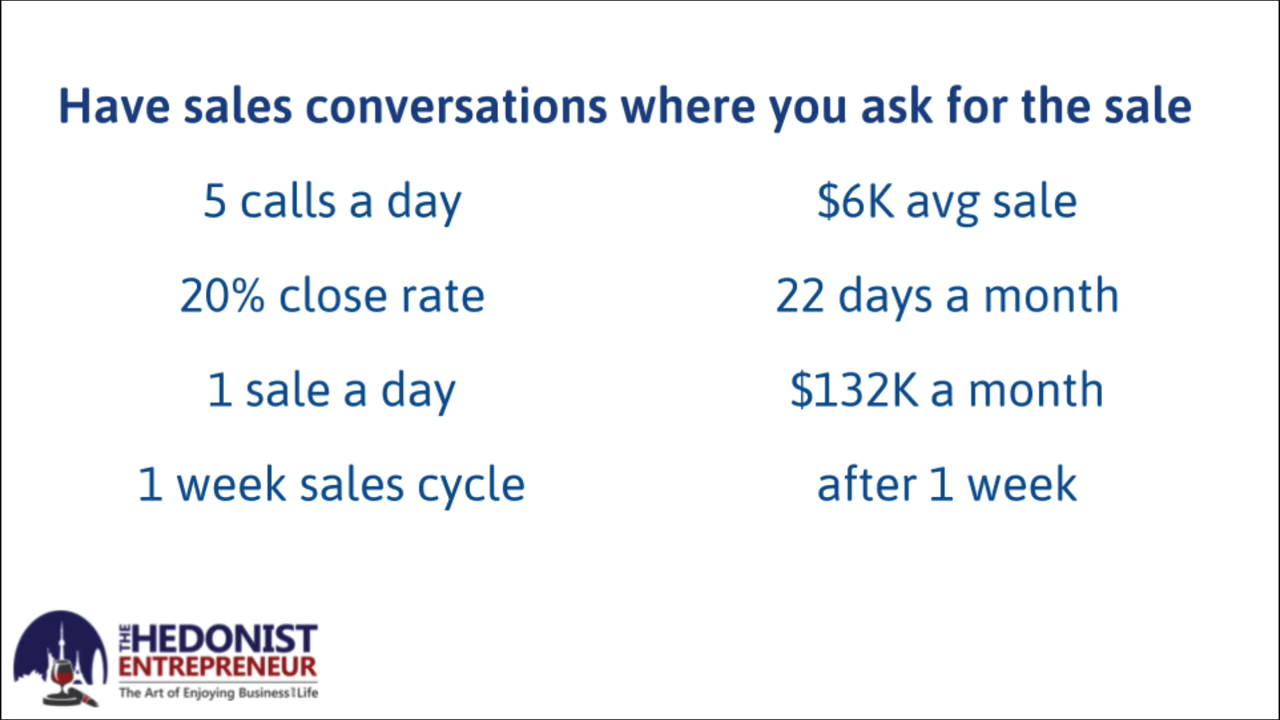 Have sales conversations where you ask for the sale
5 calls a day
20% close rate
1 sale a day
1 week sales cycle
$6K avg sale
22 days a month
$132K a month
after 1 week
THE HEDONIST
ENTREPRENEUR
The Art of Enjoying Business and Life